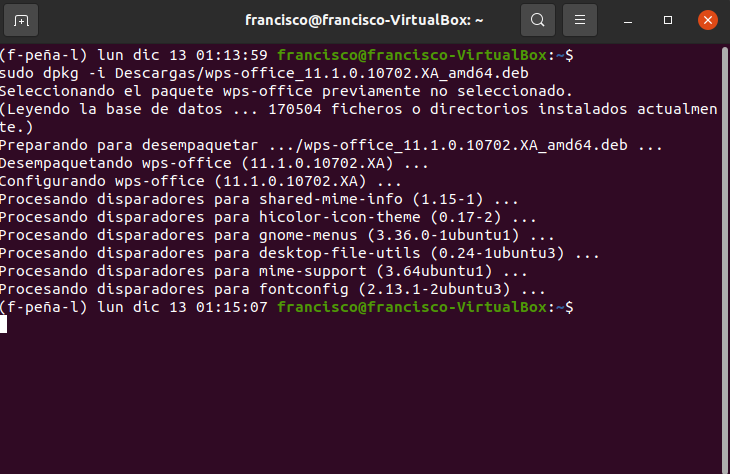 francisco@francisco-VirtualBox: ~
(f-peña-l) lun dic 13 01:13:59 francisco@francisco-VirtualBox:~$
sudo dpkg -i Descargas/wps-office_11.1.0.10702.XA_amd64.deb
Seleccionando el paquete wps-office previamente no seleccionado.
(Leyendo la base de datos ... 170504 ficheros o directorios instalados actualmen
te.)
Preparando para desempaquetar .../wps-office_11.1.0.10702.XA_amd64.deb ...
Desempaquetando wps-office (11.1.0.10702.XA) ...
Configurando wps-office (11.1.0.10702.XA) ...
Procesando disparadores para shared-mime-info (1.15-1) ...
Procesando disparadores para hicolor-icon-theme (0.17-2) ...
Procesando disparadores para gnome-menus (3.36.0-1ubuntu1) ...
Procesando disparadores para desktop-file-utils (0.24-1ubuntu3) ...
Procesando disparadores para mime-support (3.64ubuntu1) ...
Procesando disparadores para fontconfig (2.13.1-2ubuntu3) ...
(f-peña-l) lun dic 13 01:15:07 francisco@francisco-VirtualBox:~$